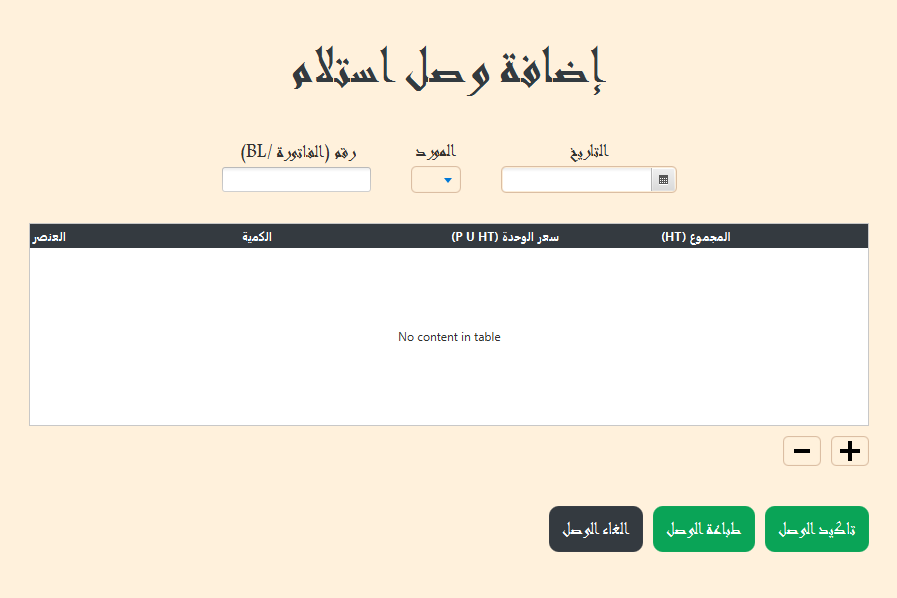 إضافة وصل استلام
التاريخ
المورد
رقم (الفاتورة /BL)
العنصر
الكمية
سعر الوحدة (P U HT)
المجموع (HT)
No content in table
تاكيد الوصل
طباعة الوصل
الغاء الوصل